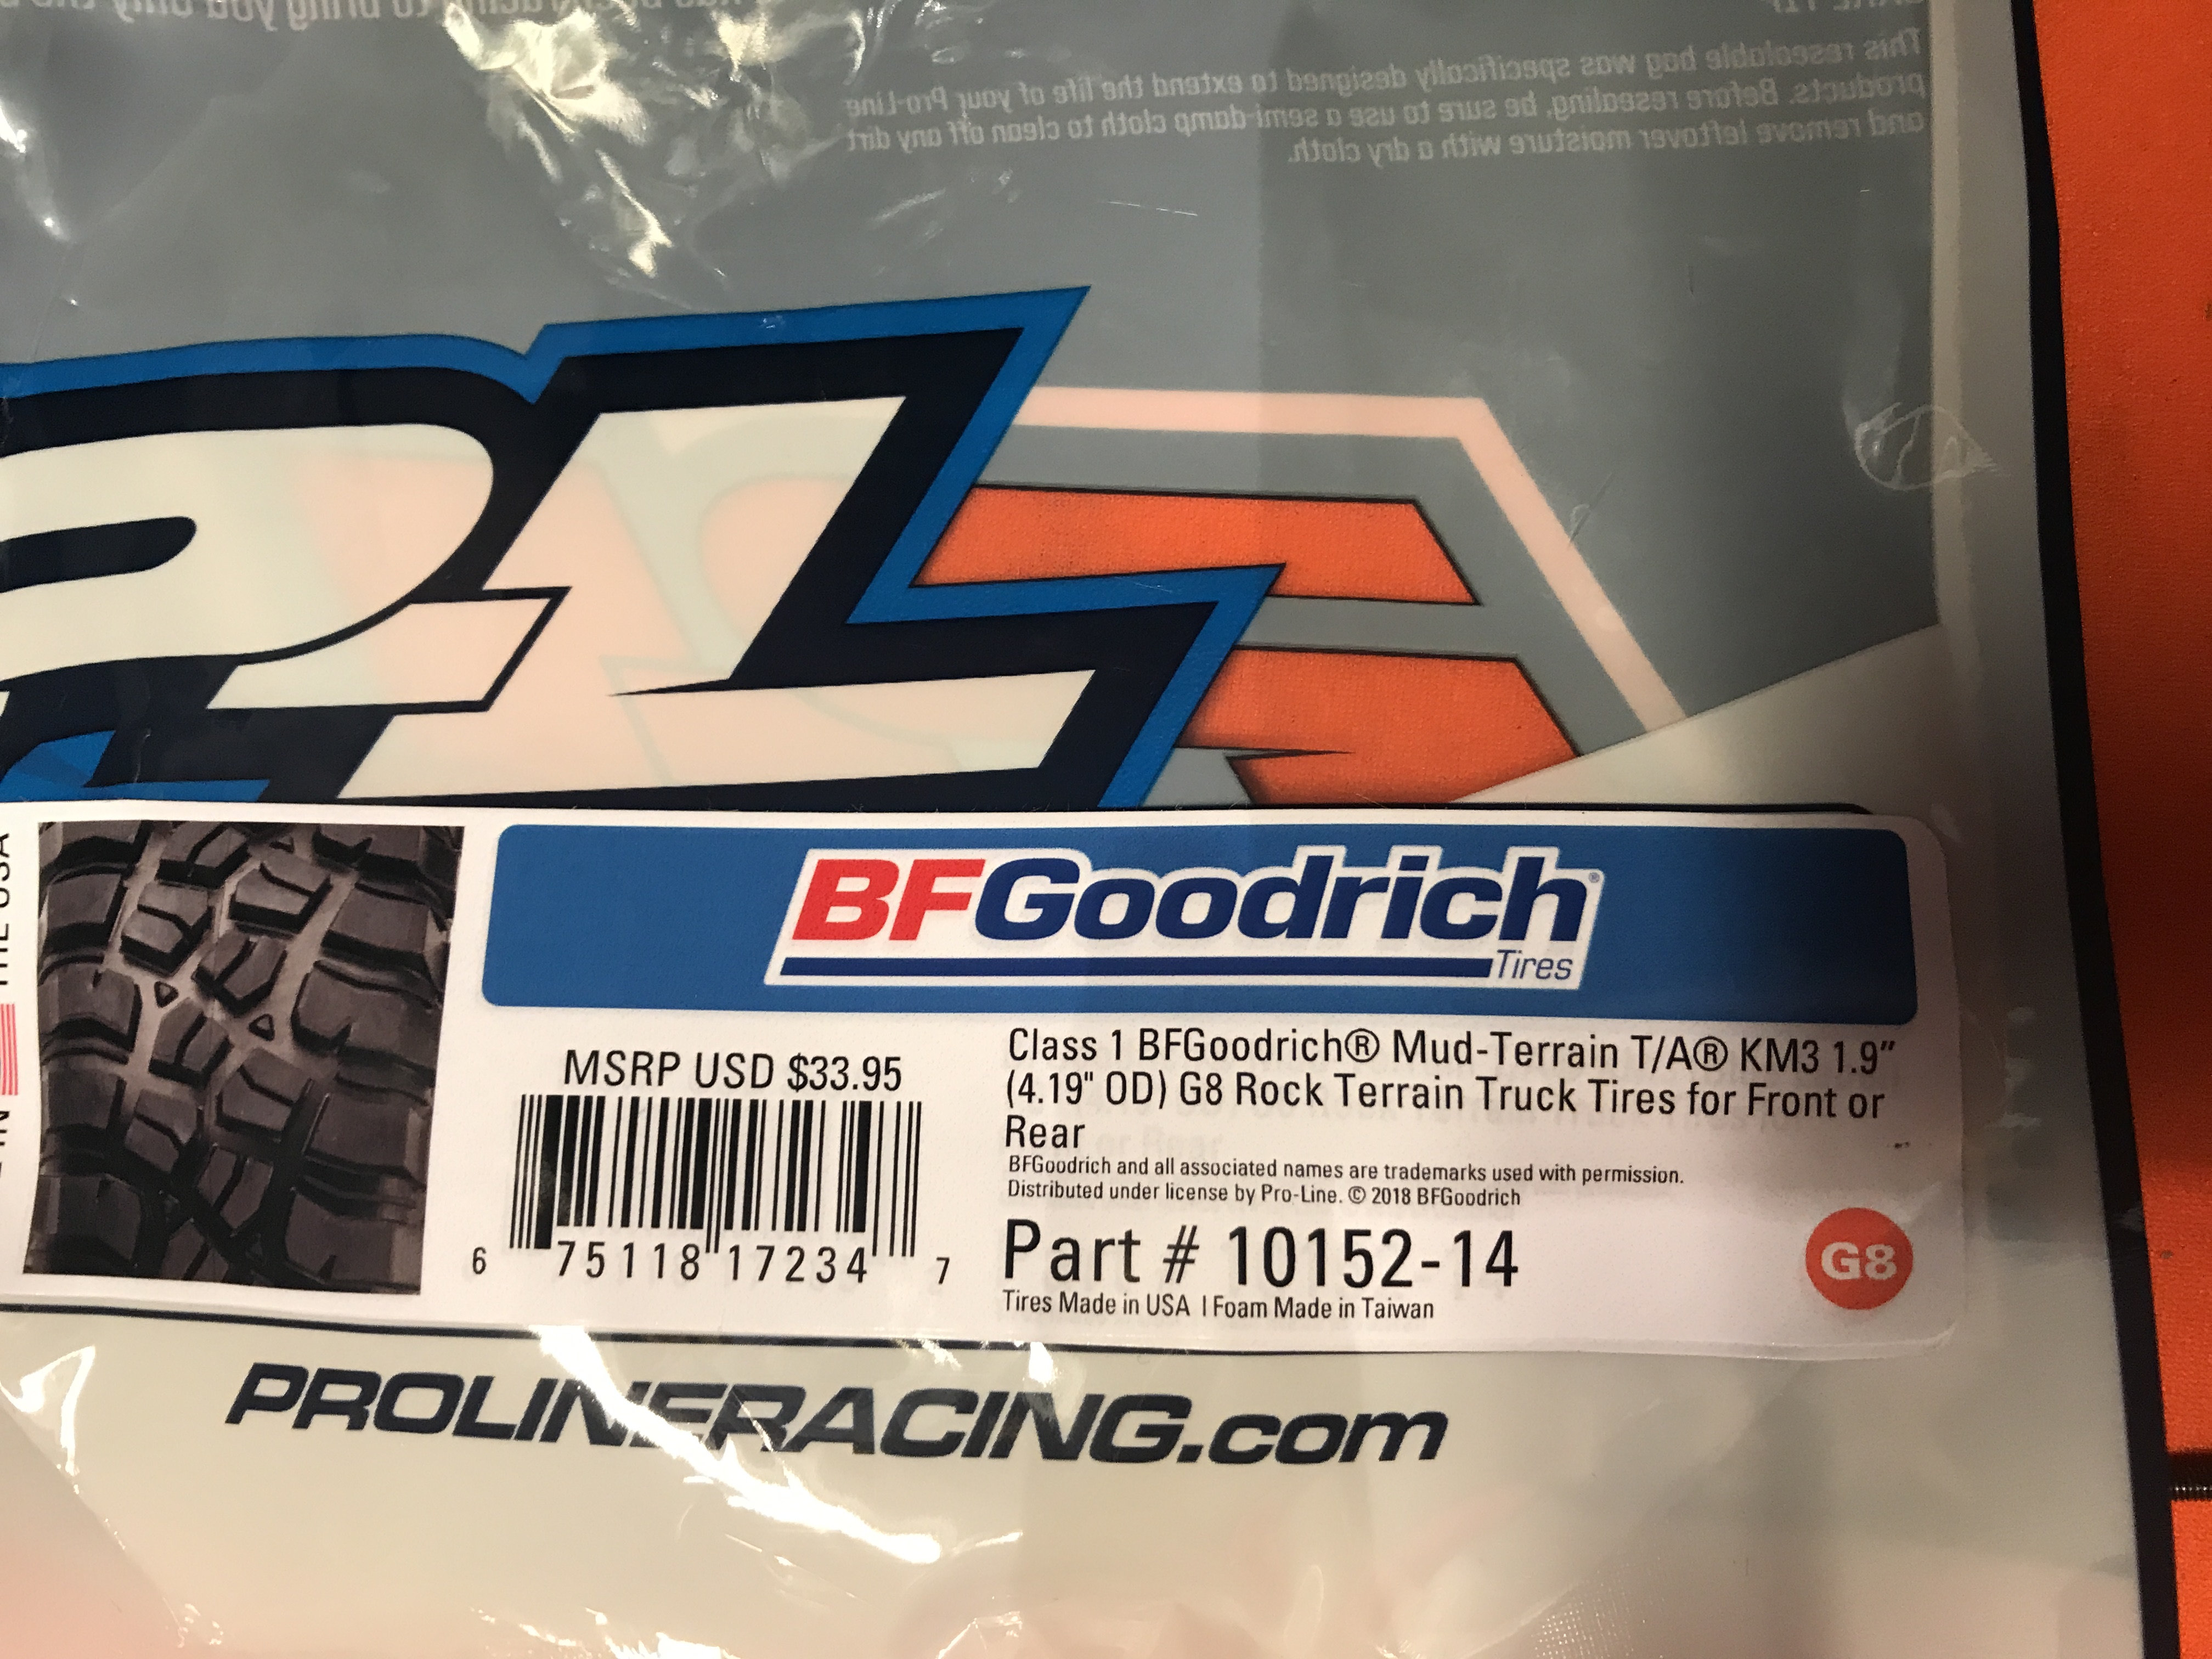 This resealable bag was specifically designed to extend the life of your Pro-Line
products. Before resealing, be sure to use a semi-damp cloth to clean off any dirt
and remove leftover moisture with a dry cloth.
PL
BFGoodrich®
Tires
MSRP USD $33.95
6 75118 17234 7
Class 1 BFGoodrich® Mud-Terrain T/A® KM3 1.9"
(4.19" OD) G8 Rock Terrain Truck Tires for Front or
Rear
BFGoodrich and all associated names are trademarks used with permission.
Distributed under license by Pro-Line. © 2018 BFGoodrich
Part # 10152-14
Tires Made in USA | Foam Made in Taiwan
G8
IN THE USA
PROLINERACING.com